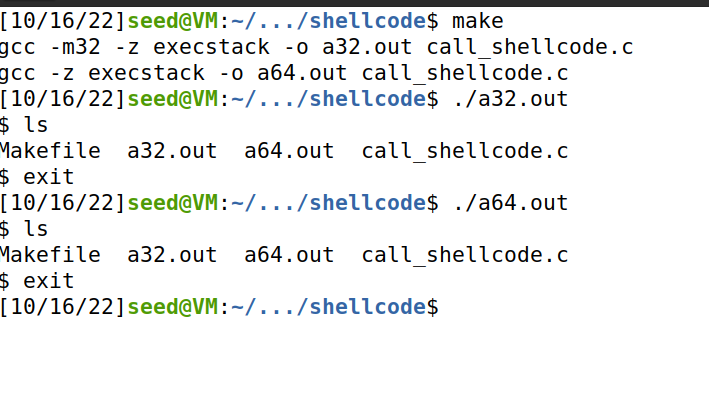 [10/16/22]seed@VM:~/.../shellcode$ make
gcc -m32 -z execstack -o a32.out call_shellcode.c
gcc -z execstack -o a64.out call_shellcode.c
[10/16/22]seed@VM:~/.../shellcode$ ./a32.out
$ ls
Makefile  a32.out  a64.out  call_shellcode.c
$ exit
[10/16/22]seed@VM:~/.../shellcode$ ./a64.out
$ ls
Makefile  a32.out  a64.out  call_shellcode.c
$ exit
[10/16/22]seed@VM:~/.../shellcode$